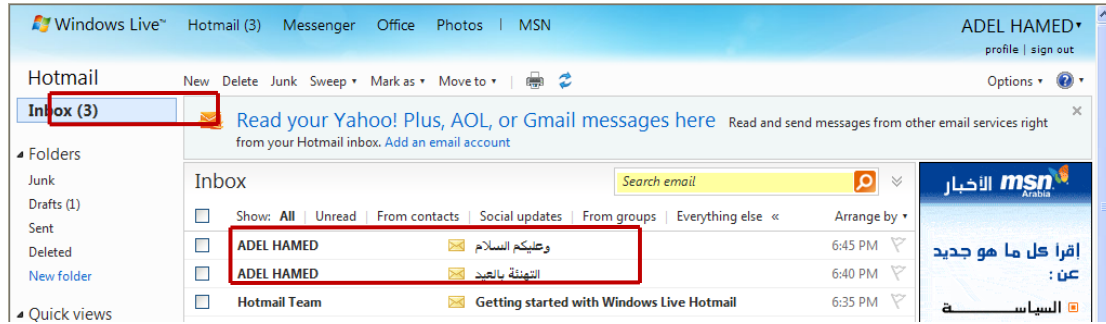 Windows Live™ Hotmail (3) Messenger Office Photos | MSN ADEL HAMED
profile | sign out
Hotmail New Delete Junk Sweep Mark as Move to Options
Inbox (3)
Read your Yahoo! Plus, AOL, or Gmail messages here Read and send messages from other email services right
from your Hotmail inbox. Add an email account
Folders
Junk
Drafts (1)
Sent
Deleted
New folder
Quick views
Inbox Search email
Show: All | Unread | From contacts | Social updates | From groups | Everything else « Arrange by
ADEL HAMED وعليكم السلام 6:45 PM
ADEL HAMED التهنئة بالعيد 6:40 PM
Hotmail Team Getting started with Windows Live Hotmail 6:35 PM
الأخبار msn
Arabia
إقرأ كل ما هو جديد
عن :
السياســـــــة